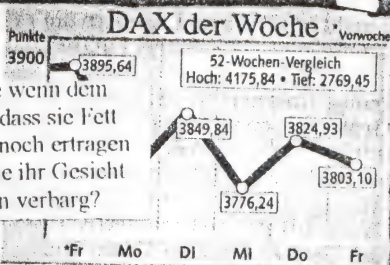 DAX der Woche
Punkte
*Vorwoche
3900
3895,64
52-Wochen-Vergleich
Hoch: 4175,84 • Tief: 2769,45
wenn dem
dass sie Fett
noch ertragen
e ihr Gesicht
n verbarg?
3849,84
3824,93
3776,24
3803,10
*Fr Mo Di Mi Do Fr